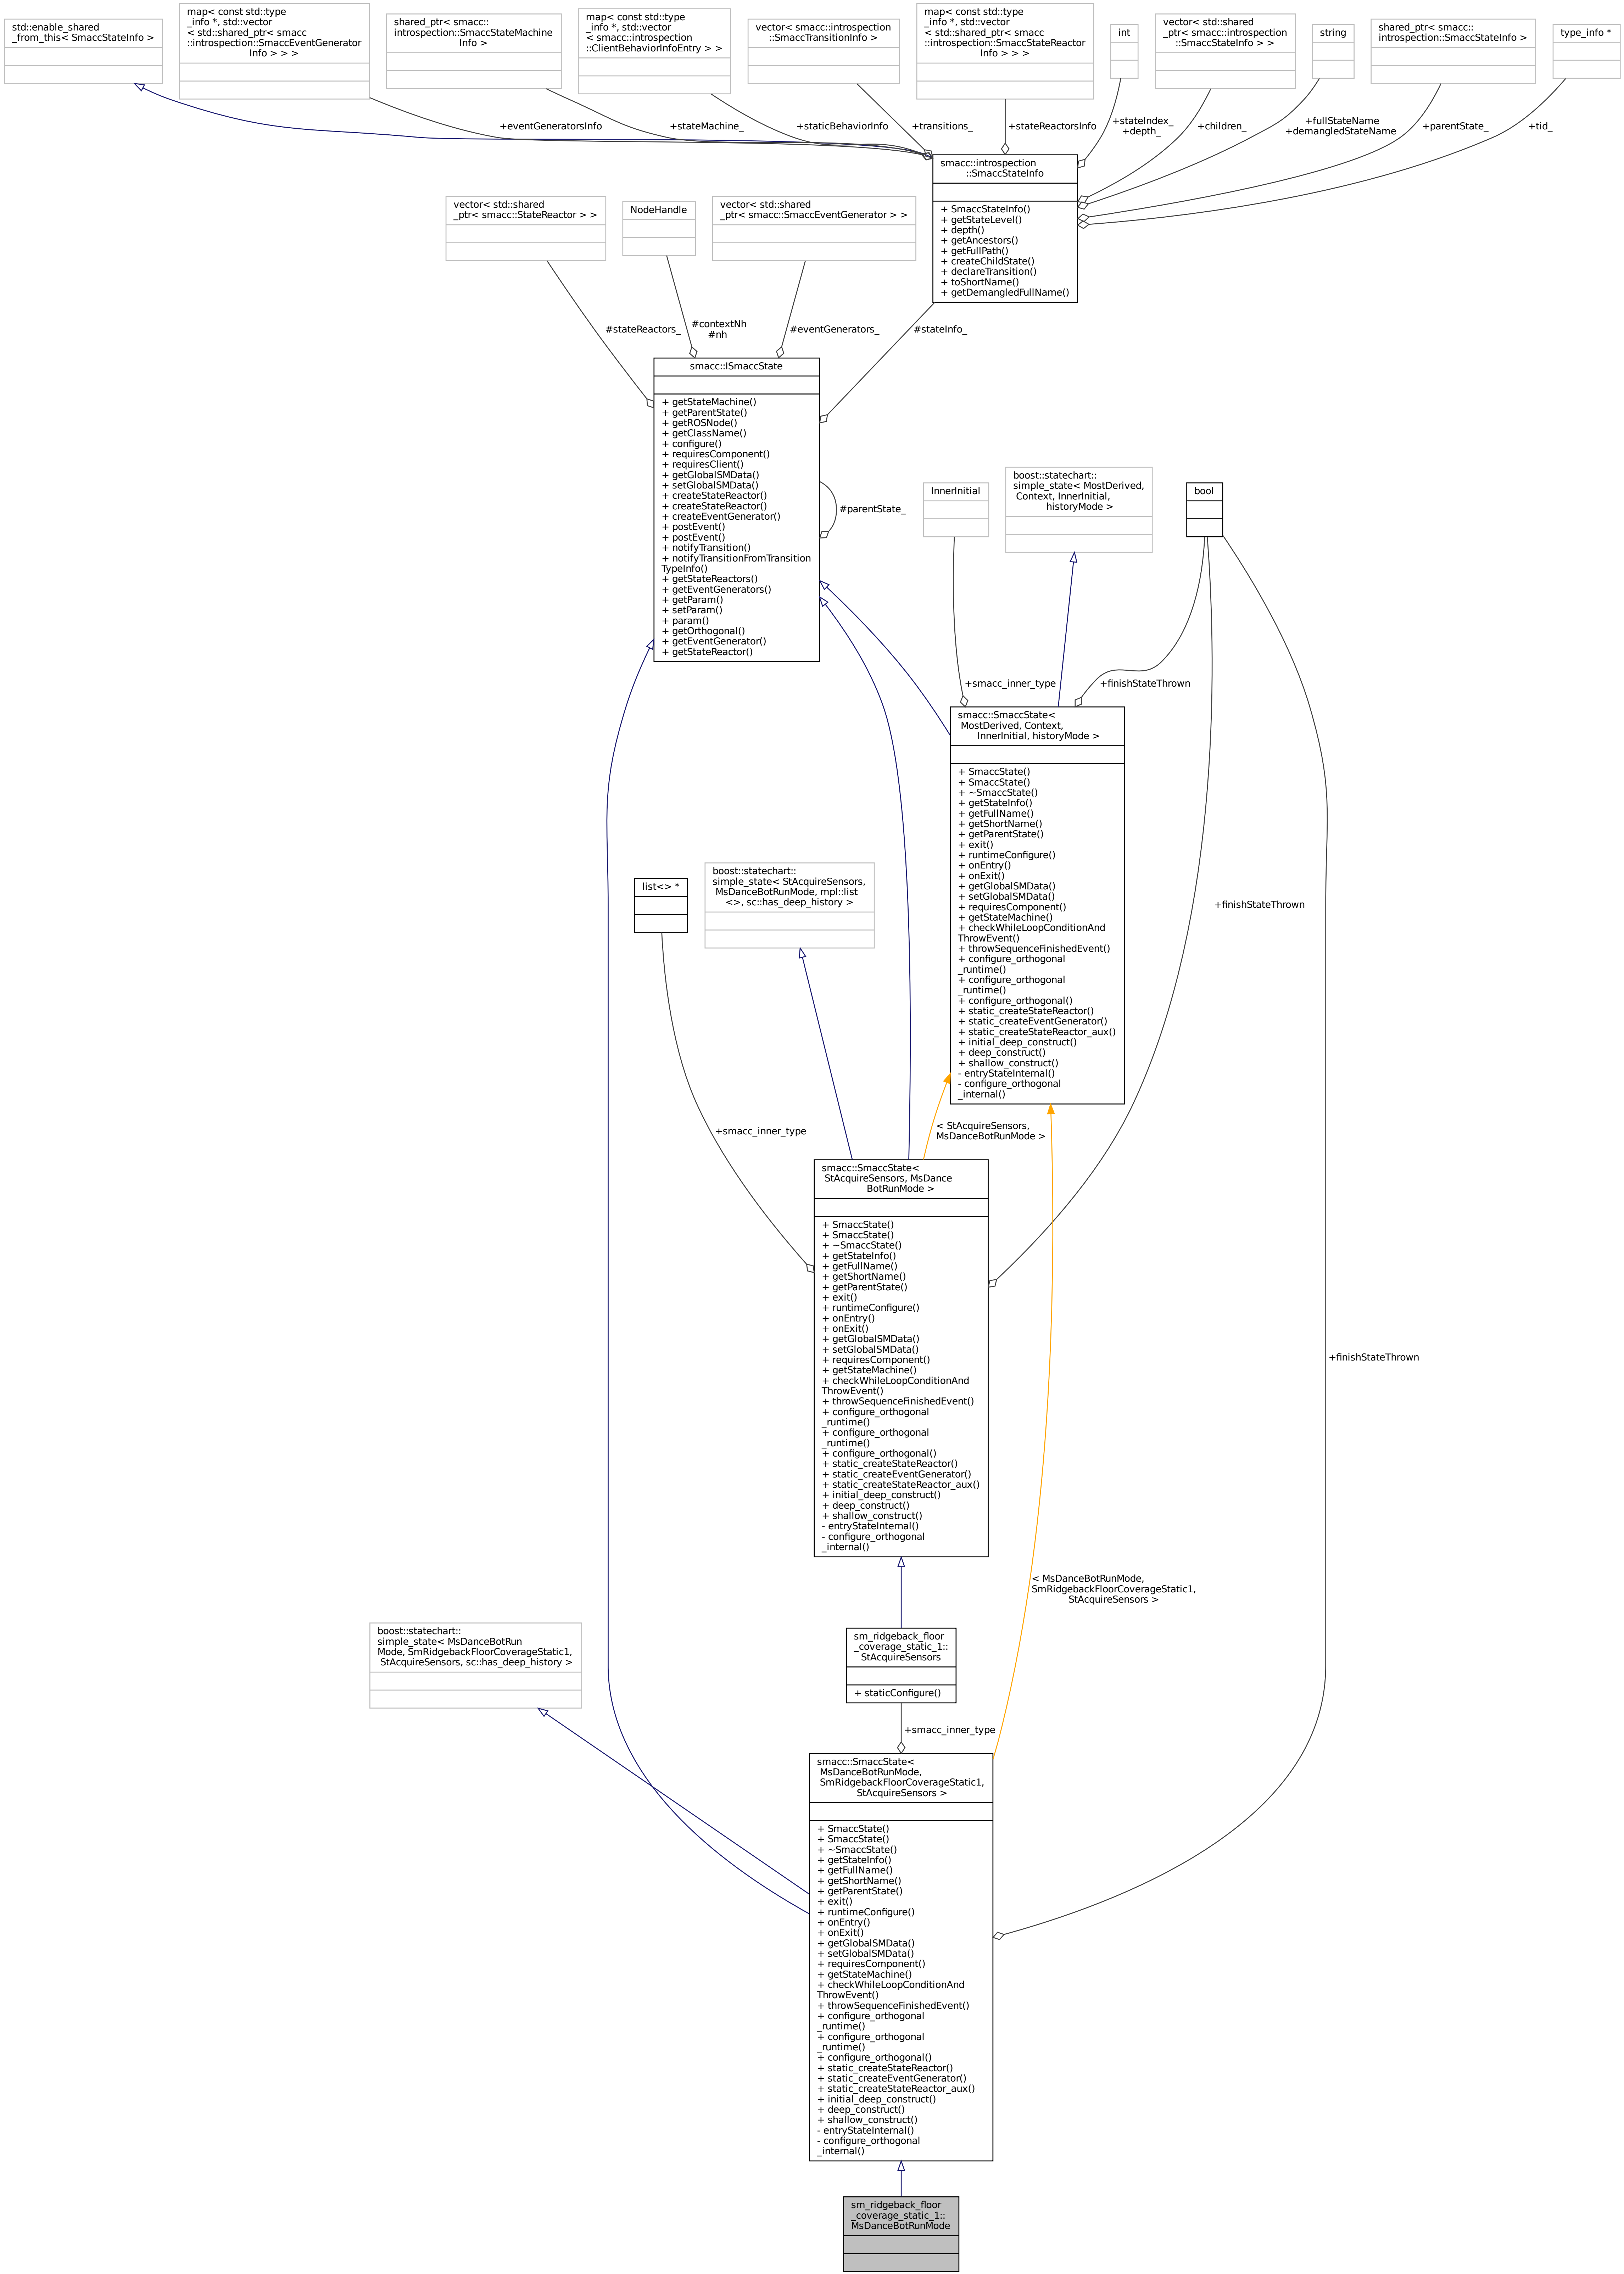 std::enable_shared
_from_this< SmaccStateInfo >
map< const std::type
_info *, std::vector
< std::shared_ptr< smacc
::introspection::SmaccEventGenerator
Info > > >
shared_ptr< smacc::
introspection::SmaccStateMachine
Info >
map< const std::type
_info *, std::vector
< smacc::introspection
::ClientBehaviorInfoEntry > >
vector< smacc::introspection
::SmaccTransitionInfo >
map< const std::type
_info *, std::vector
< std::shared_ptr< smacc
::introspection::SmaccStateReactor
Info > > >
int
vector< std::shared
_ptr< smacc::introspection
::SmaccStateInfo > >
string
shared_ptr< smacc::
introspection::SmaccStateInfo >
type_info *
+eventGeneratorsInfo
+stateMachine_
+staticBehaviorInfo
+transitions_
+stateReactorsInfo
+stateIndex_
+depth_
+children_
+fullStateName
+demangledStateName
+parentState_
+tid_
smacc::introspection
::SmaccStateInfo
+ SmaccStateInfo()
+ getStateLevel()
+ depth()
+ getAncestors()
+ getFullPath()
+ createChildState()
+ declareTransition()
+ toShortName()
+ getDemangledFullName()
vector< std::shared
_ptr< smacc::StateReactor > >
NodeHandle
vector< std::shared
_ptr< smacc::SmaccEventGenerator > >
#stateReactors_
#contextNh
#nh
#eventGenerators_
#stateInfo_
smacc::ISmaccState
+ getStateMachine()
+ getParentState()
+ getROSNode()
+ getClassName()
+ configure()
+ requiresComponent()
+ requiresClient()
+ getGlobalSMData()
+ setGlobalSMData()
+ createStateReactor()
+ createStateReactor()
+ createEventGenerator()
+ postEvent()
+ postEvent()
+ notifyTransition()
+ notifyTransitionFromTransition
TypeInfo()
+ getStateReactors()
+ getEventGenerators()
+ getParam()
+ setParam()
+ param()
+ getOrthogonal()
+ getEventGenerator()
+ getStateReactor()
#parentState_
InnerInitial
boost::statechart::
simple_state< MostDerived,
Context, InnerInitial,
historyMode >
bool
+smacc_inner_type
+finishStateThrown
smacc::SmaccState<
MostDerived, Context,
InnerInitial, historyMode >
+ SmaccState()
+ SmaccState()
+ ~SmaccState()
+ getStateInfo()
+ getFullName()
+ getShortName()
+ getParentState()
+ exit()
+ runtimeConfigure()
+ onEntry()
+ onExit()
+ getGlobalSMData()
+ setGlobalSMData()
+ requiresComponent()
+ getStateMachine()
+ checkWhileLoopConditionAnd
ThrowEvent()
+ throwSequenceFinishedEvent()
+ configure_orthogonal
_runtime()
+ configure_orthogonal
_runtime()
+ configure_orthogonal()
+ static_createStateReactor()
+ static_createEventGenerator()
+ static_createStateReactor_aux()
+ initial_deep_construct()
+ deep_construct()
+ shallow_construct()
- entryStateInternal()
- configure_orthogonal
_internal()
list<> *
boost::statechart::
simple_state< StAcquireSensors,
MsDanceBotRunMode, mpl::list
<>, sc::has_deep_history >
+finishStateThrown
+smacc_inner_type
< StAcquireSensors,
MsDanceBotRunMode >
smacc::SmaccState<
StAcquireSensors, MsDance
BotRunMode >
+ SmaccState()
+ SmaccState()
+ ~SmaccState()
+ getStateInfo()
+ getFullName()
+ getShortName()
+ getParentState()
+ exit()
+ runtimeConfigure()
+ onEntry()
+ onExit()
+ getGlobalSMData()
+ setGlobalSMData()
+ requiresComponent()
+ getStateMachine()
+ checkWhileLoopConditionAnd
ThrowEvent()
+ throwSequenceFinishedEvent()
+ configure_orthogonal
_runtime()
+ configure_orthogonal
_runtime()
+ configure_orthogonal()
+ static_createStateReactor()
+ static_createEventGenerator()
+ static_createStateReactor_aux()
+ initial_deep_construct()
+ deep_construct()
+ shallow_construct()
- entryStateInternal()
- configure_orthogonal
_internal()
+finishStateThrown
< MsDanceBotRunMode,
SmRidgebackFloorCoverageStatic1,
StAcquireSensors >
boost::statechart::
simple_state< MsDanceBotRun
Mode, SmRidgebackFloorCoverageStatic1,
StAcquireSensors, sc::has_deep_history >
sm_ridgeback_floor
_coverage_static_1::
StAcquireSensors
+ staticConfigure()
+smacc_inner_type
smacc::SmaccState<
MsDanceBotRunMode,
SmRidgebackFloorCoverageStatic1,
StAcquireSensors >
+ SmaccState()
+ SmaccState()
+ ~SmaccState()
+ getStateInfo()
+ getFullName()
+ getShortName()
+ getParentState()
+ exit()
+ runtimeConfigure()
+ onEntry()
+ onExit()
+ getGlobalSMData()
+ setGlobalSMData()
+ requiresComponent()
+ getStateMachine()
+ checkWhileLoopConditionAnd
ThrowEvent()
+ throwSequenceFinishedEvent()
+ configure_orthogonal
_runtime()
+ configure_orthogonal
_runtime()
+ configure_orthogonal()
+ static_createStateReactor()
+ static_createEventGenerator()
+ static_createStateReactor_aux()
+ initial_deep_construct()
+ deep_construct()
+ shallow_construct()
- entryStateInternal()
- configure_orthogonal
_internal()
sm_ridgeback_floor
_coverage_static_1::
MsDanceBotRunMode